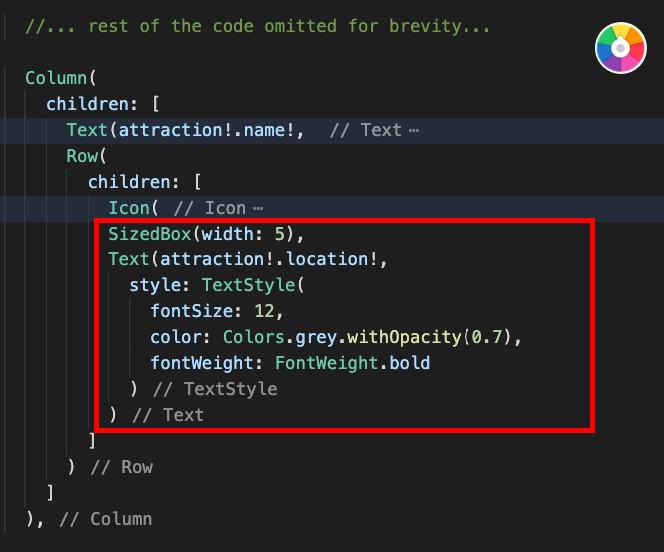 //... rest of the code omitted for brevity...
Column(
children: [
Text(attraction!.name!, // Text ⋯
Row(
children: [
Icon( // Icon ⋯
SizedBox(width: 5),
Text(attraction!.location!,
style: TextStyle(
fontSize: 12,
color: Colors.grey.withOpacity(0.7),
fontWeight: FontWeight.bold
) // TextStyle
) // Text
]
) // Row
]
), // Column